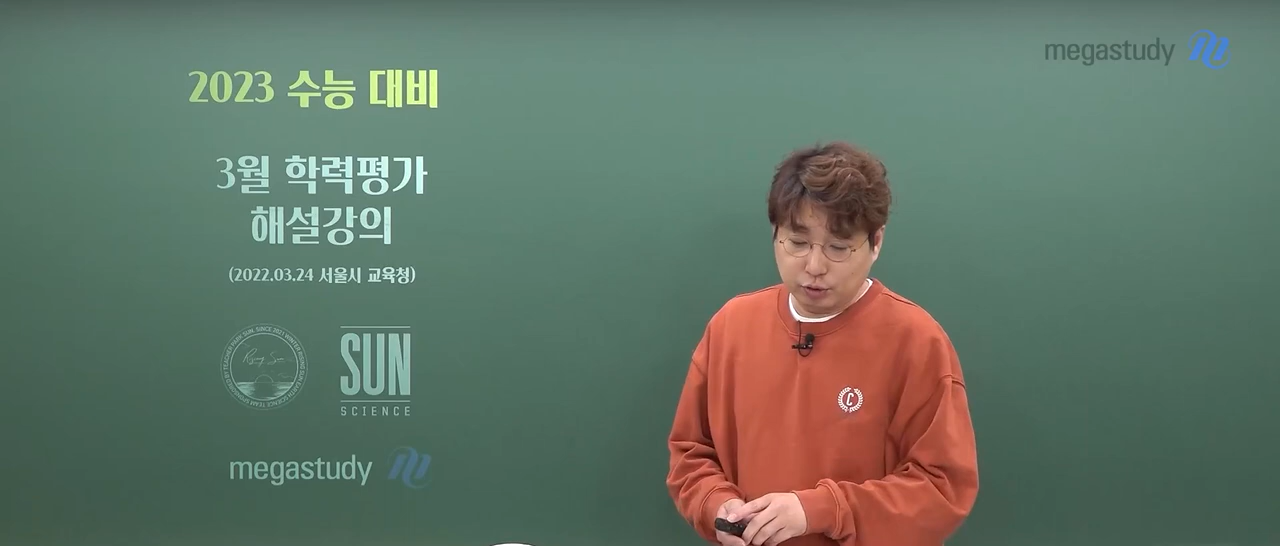 megastudy
2023 수능 대비
3월 학력평가
해설강의
(2022.03.24 서울시 교육청)
SUN
SCIENCE
megastudy
C